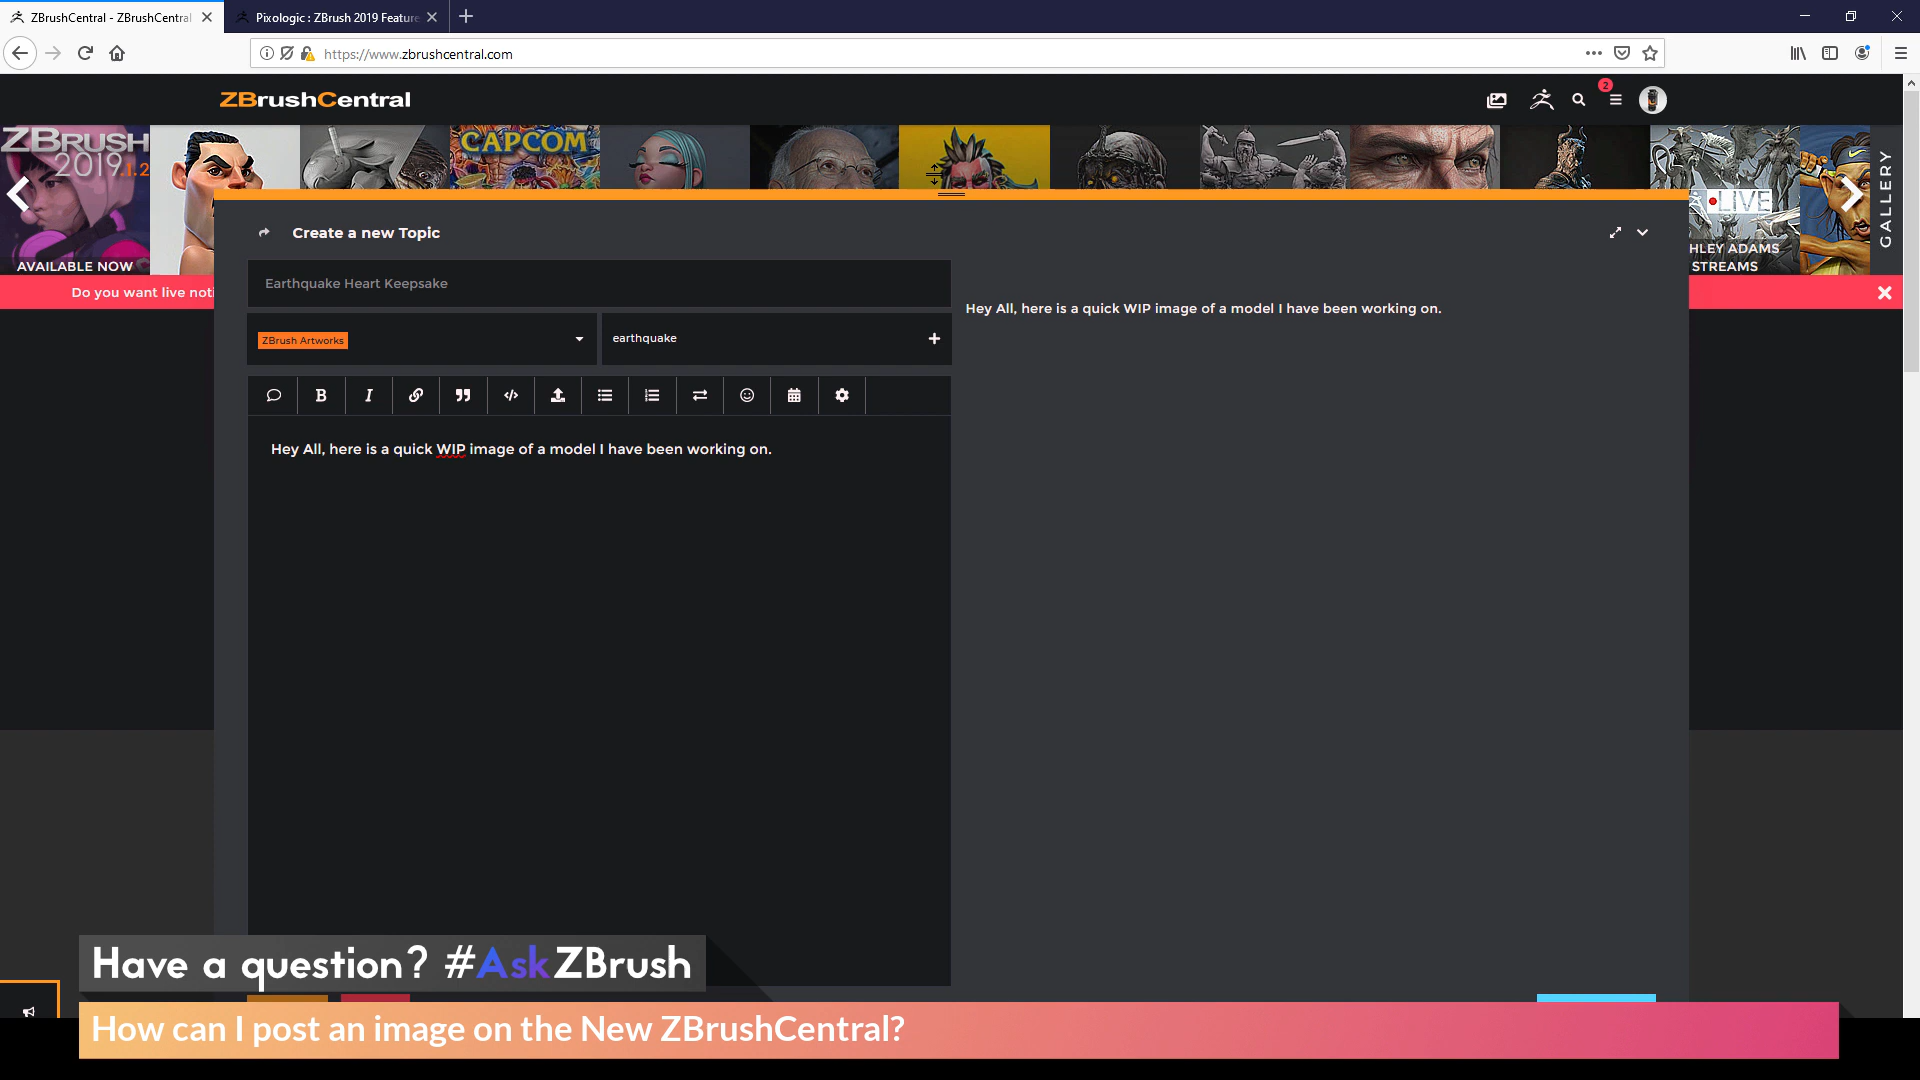 ZBrushCentral - ZBrushCentral
Pixologic : ZBrush 2019 Feature
https://www.zbrushcentral.com
ZBrushCentral
2
ZBRUSH
2019.1.2
CAPCOM
LIVE
AVAILABLE NOW
HLEY ADAMS
STREAMS
GALLERY
Do you want live noti
Create a new Topic
Earthquake Heart Keepsake
Hey All, here is a quick WIP image of a model I have been working on.
ZBrush Artworks
earthquake
Hey All, here is a quick WIP image of a model I have been working on.
Have a question? #AskZBrush
How can I post an image on the New ZBrushCentral?